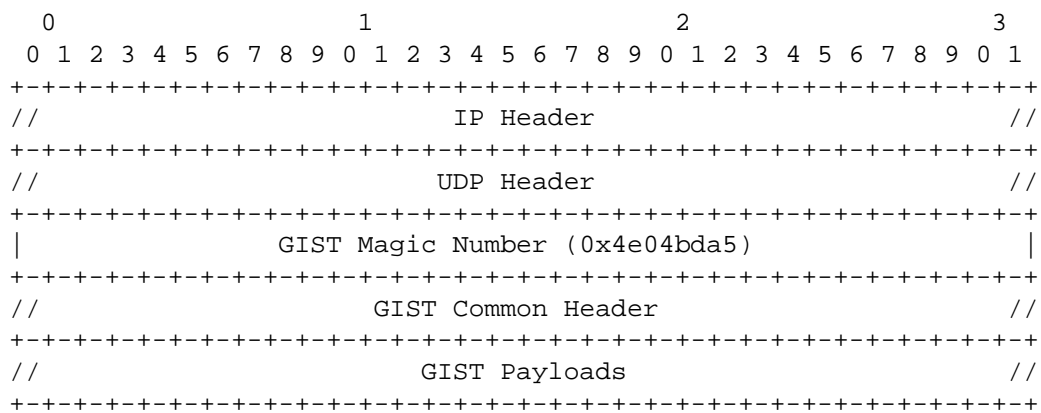 0                   1                   2                   3
 0 1 2 3 4 5 6 7 8 9 0 1 2 3 4 5 6 7 8 9 0 1 2 3 4 5 6 7 8 9 0 1
+-+-+-+-+-+-+-+-+-+-+-+-+-+-+-+-+-+-+-+-+-+-+-+-+-+-+-+-+-+-+-+-+
//                          IP Header                          //
+-+-+-+-+-+-+-+-+-+-+-+-+-+-+-+-+-+-+-+-+-+-+-+-+-+-+-+-+-+-+-+-+
//                         UDP Header                          //
+-+-+-+-+-+-+-+-+-+-+-+-+-+-+-+-+-+-+-+-+-+-+-+-+-+-+-+-+-+-+-+-+
|                GIST Magic Number (0x4e04bda5)                 |
+-+-+-+-+-+-+-+-+-+-+-+-+-+-+-+-+-+-+-+-+-+-+-+-+-+-+-+-+-+-+-+-+
//                     GIST Common Header                      //
+-+-+-+-+-+-+-+-+-+-+-+-+-+-+-+-+-+-+-+-+-+-+-+-+-+-+-+-+-+-+-+-+
//                        GIST Payloads                        //
+-+-+-+-+-+-+-+-+-+-+-+-+-+-+-+-+-+-+-+-+-+-+-+-+-+-+-+-+-+-+-+-+